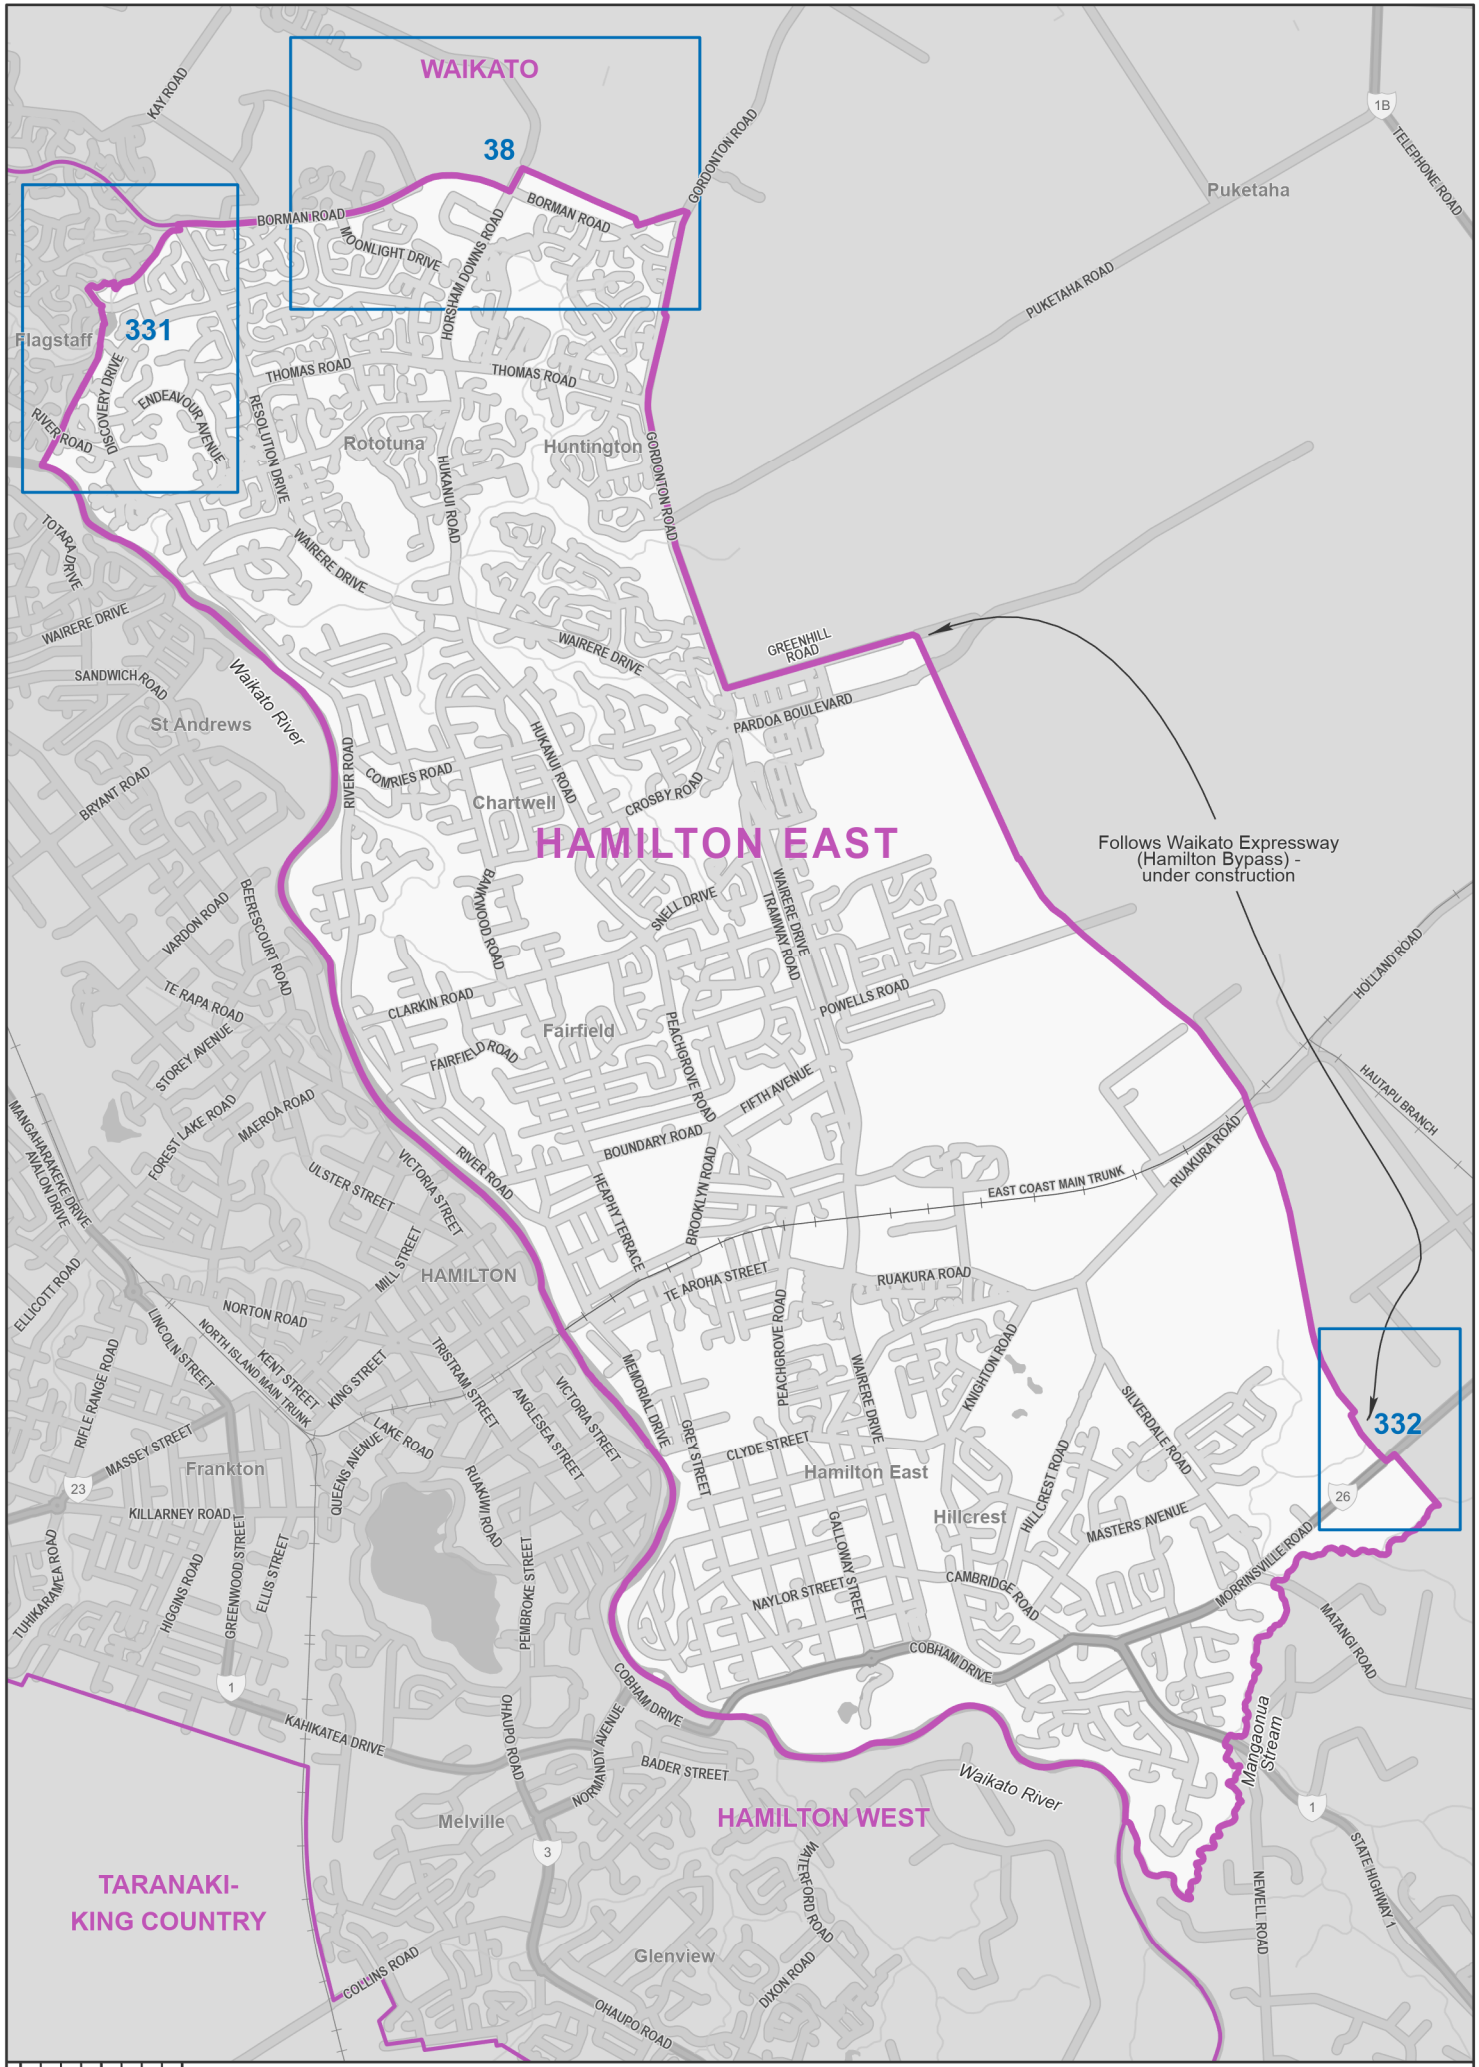 WAIKATO
KAY ROAD
38
GORDONTON ROAD
1B
TELEPHONE ROAD
Puketaha
BORMAN ROAD
BORMAN ROAD
MOONLIGHT DRIVE
HORSHAM DOWNS ROAD
PUKETAHA ROAD
331
Flagstaff
DISCOVERY DRIVE
ENDEAVOUR AVENUE
RIVER ROAD
THOMAS ROAD
THOMAS ROAD
RESOLUTION DRIVE
Rototuna
Huntington
HUKANUI ROAD
GORDONTON ROAD
TOTARA DRIVE
WAIRERE DRIVE
WAIRERE DRIVE
WAIRERE DRIVE
GREENHILL
ROAD
SANDWICH ROAD
Waikato River
St Andrews
PARDOA BOULEVARD
HUKANUI ROAD
RIVER ROAD
COMRIES ROAD
BRYANT ROAD
Chartwell
CROSBY ROAD
HAMILTON EAST
Follows Waikato Expressway
(Hamilton Bypass) -
under construction
BANKWOOD ROAD
SNELL DRIVE
WAIRERE DRIVE
TRAMWAY ROAD
BEERESCOURT ROAD
VARDON ROAD
HOLLAND ROAD
TE RAPA ROAD
CLARKIN ROAD
POWELLS ROAD
STOREY AVENUE
Fairfield
FAIRFIELD ROAD
PEACHGROVE ROAD
FIFTH AVENUE
HAUTAPU BRANCH
MANGAHARAKEKE DRIVE
AVALON DRIVE
FOREST LAKE ROAD
MAEROA ROAD
BOUNDARY ROAD
RIVER ROAD
ULSTER STREET
VICTORIA STREET
HEAPHY TERRACE
BROOKLYN ROAD
EAST COAST MAIN TRUNK
RUAKURA ROAD
MILL STREET
HAMILTON
TE AROHA STREET
RUAKURA ROAD
ELLICOTT ROAD
NORTON ROAD
LINCOLN STREET
NORTH ISLAND MAIN TRUNK
KENT STREET
KING STREET
RIFLE RANGE ROAD
TRISTRAM STREET
ANGLESEA STREET
VICTORIA STREET
MEMORIAL DRIVE
PEACHGROVE ROAD
WAIRERE DRIVE
KNIGHTON ROAD
SILVERDALE ROAD
332
MASSEY STREET
LAKE ROAD
QUEENS AVENUE
GREY STREET
CLYDE STREET
Frankton
Hamilton East
HILLCREST ROAD
23
26
KILLARNEY ROAD
RUAKIWI ROAD
Hillcrest
MASTERS AVENUE
GALLOWAY STREET
TUHIKARAMEA ROAD
HIGGINS ROAD
GREENWOOD STREET
ELLIS STREET
PEMBROKE STREET
NAYLOR STREET
CAMBRIDGE ROAD
MORRINSVILLE ROAD
MATANGI ROAD
COBHAM DRIVE
COBHAM DRIVE
1
KAHIKATEA DRIVE
OHAUPO ROAD
NORMANDY AVENUE
BADER STREET
Waikato River
Mangaonua
Stream
1
HAMILTON WEST
Melville
3
WATERFORD ROAD
STATE HIGHWAY 1
NEWELL ROAD
TARANAKI-
KING COUNTRY
Glenview
COLLINS ROAD
DIXON ROAD
OHAUPO ROAD